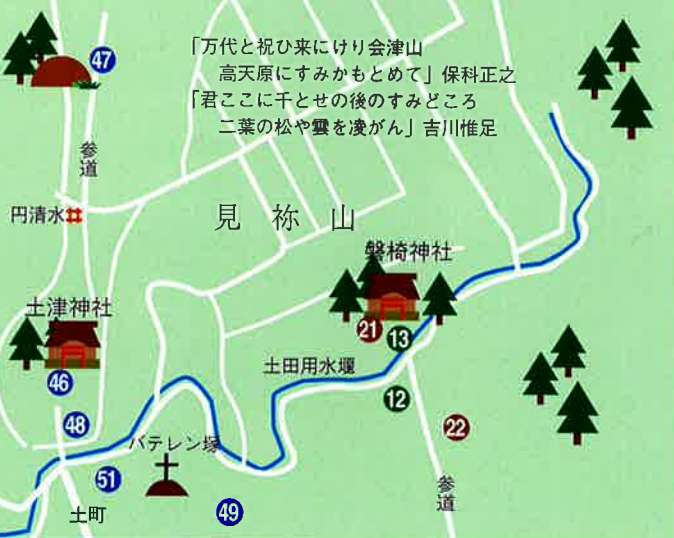 「万代と祝ひ来にけり会津山
高天原にすみかもとめて」保科正之
「君ここに千とせの後のすみどころ
二葉の松や雲を凌がん」吉川惟足
47
参道
円清水
見祢山
磐椅神社
土津神社
21
13
土田用水堰
46
12
48
22
バテレン塚
51
参道
49
土町